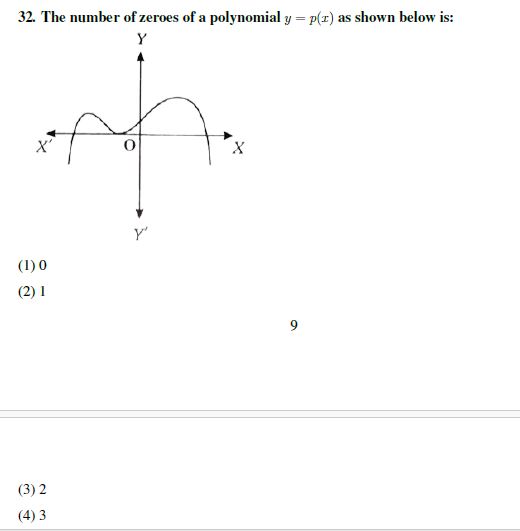 32. The number of zeroes of a polynomial y = p(x) as shown below is:
Y
X'
O
X
Y'
(1) 0
(2) 1
9
(3) 2
(4) 3